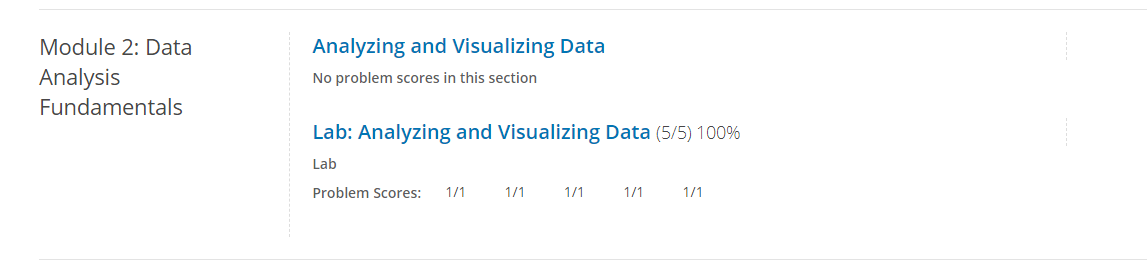 Module 2: Data
Analysis
Fundamentals
Analyzing and Visualizing Data
No problem scores in this section
Lab: Analyzing and Visualizing Data (5/5) 100%
Lab
Problem Scores: 1/1 1/1 1/1 1/1 1/1